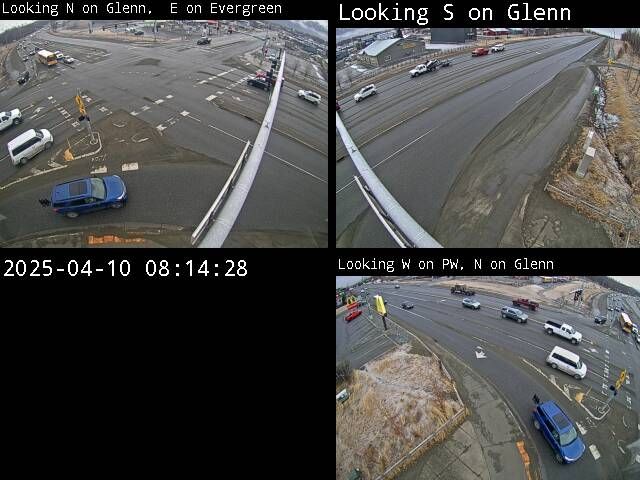 Looking N on Glenn,  E on Evergreen
Looking S on Glenn
2025-04-10 08:14:28
Looking W on PW, N on Glenn